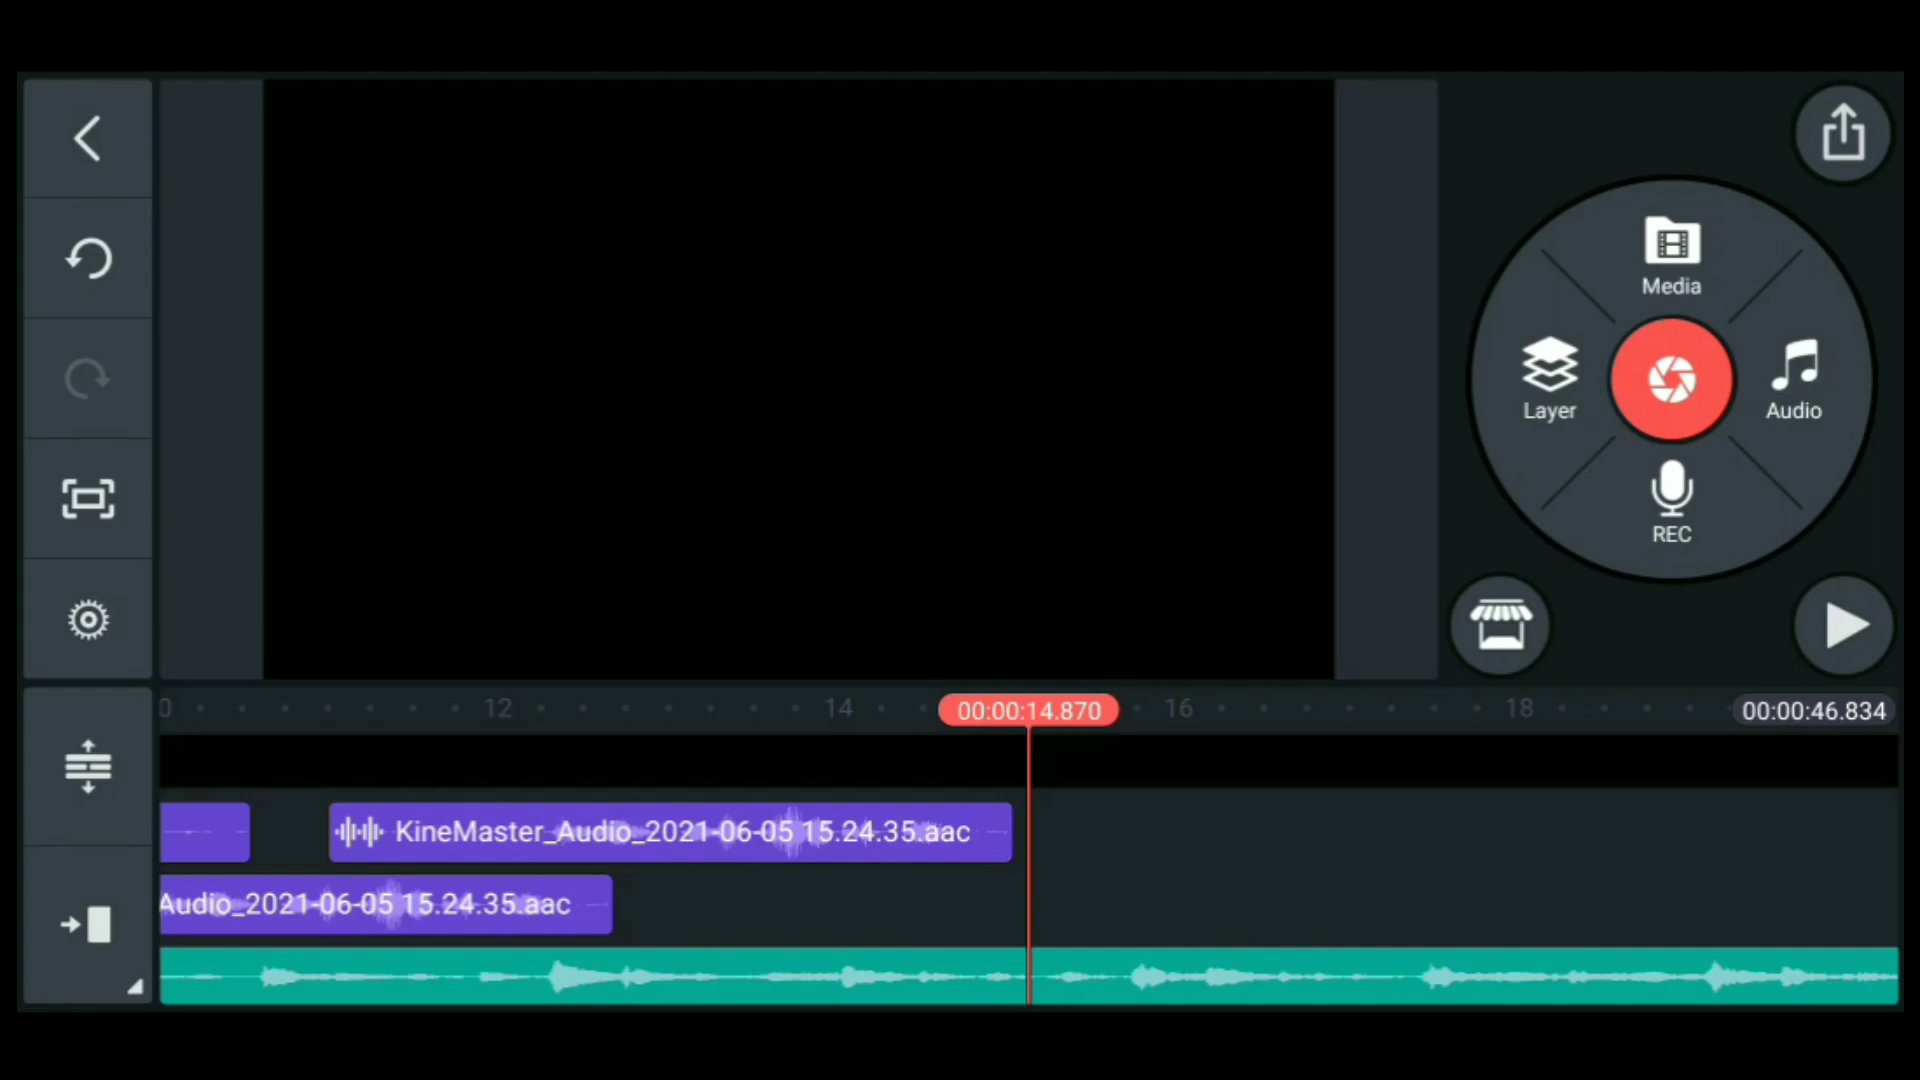 Media
Layer
Audio
REC
0
12
14
00:00:14.870
16
18
00:00:46.834
KineMaster_Audio_2021-06-05 15.24.35.aac
Audio_2021-06-05 15.24.35.aac